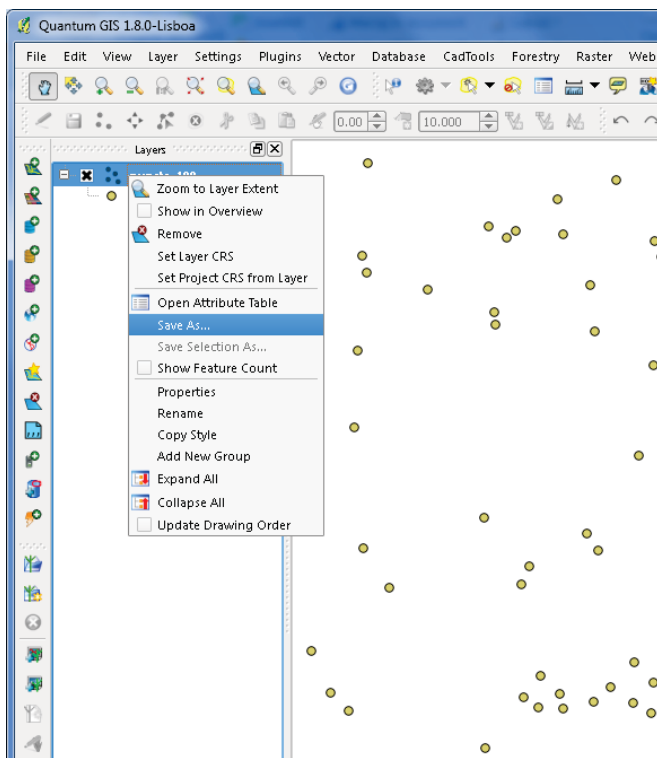 Quantum GIS 1.8.0-Lisboa
File Edit View Layer Settings Plugins Vector Database CadTools Forestry Raster Web
0.00 10.000
Layers
Zoom to Layer Extent
Show in Overview
Remove
Set Layer CRS
Set Project CRS from Layer
Open Attribute Table
Save As...
Save Selection As...
Show Feature Count
Properties
Rename
Copy Style
Add New Group
Expand All
Collapse All
Update Drawing Order